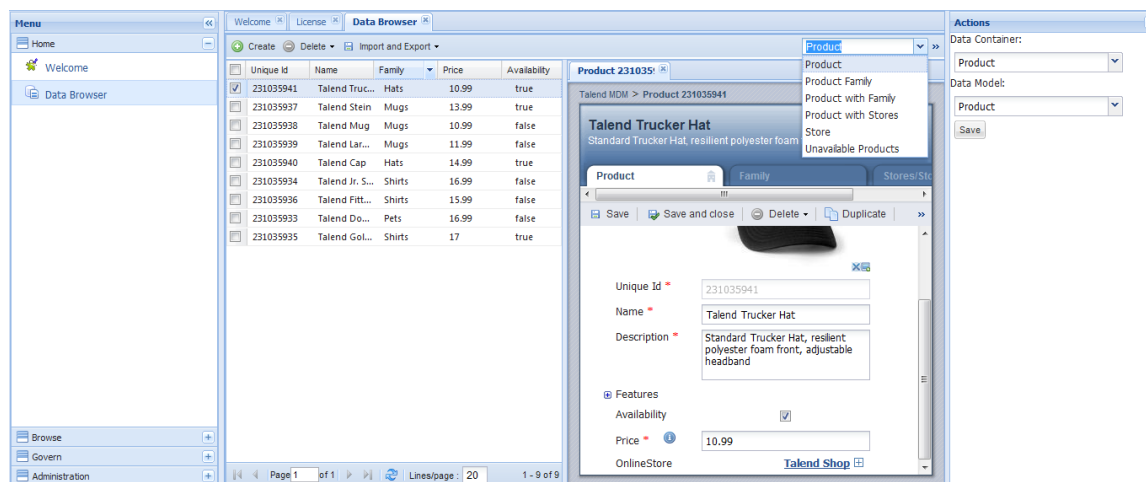 Menu
Home
Welcome
Data Browser
Browse
Govern
Administration
Welcome License Data Browser
Create Delete Import and Export
Product
Product
Product Family
Product with Family
Product with Stores
Store
Unavailable Products
Unique Id Name Family Price Availability
231035941 Talend Truc... Hats 10.99 true
231035937 Talend Stein Mugs 13.99 true
231035938 Talend Mug Mugs 10.99 false
231035939 Talend Lar... Mugs 11.99 false
231035940 Talend Cap Hats 14.99 true
231035934 Talend Jr. S... Shirts 16.99 false
231035936 Talend Fitt... Shirts 15.99 false
231035933 Talend Do... Pets 16.99 false
231035935 Talend Gol... Shirts 17 true
Page 1 of 1 Lines/page : 20 1 - 9 of 9
Product 231035
Talend MDM > Product 231035941
Talend Trucker Hat
Standard Trucker Hat, resilient polyester foam
Product Family Stores/Sto
Save Save and close Delete Duplicate »
Unique Id * 231035941
Name * Talend Trucker Hat
Description * Standard Trucker Hat, resilient
polyester foam front, adjustable
headband
Features
Availability
Price * 10.99
OnlineStore Talend Shop
Actions
Data Container:
Product
Data Model:
Product
Save